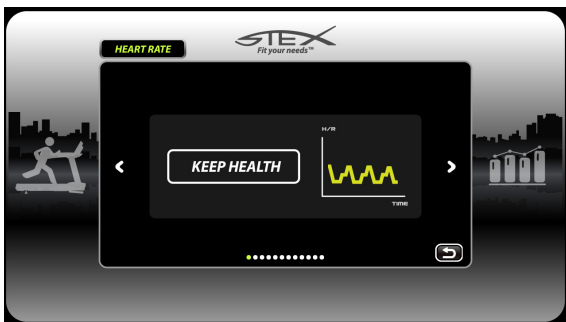 STEX
Fit your needs™
HEART RATE
H/R
KEEP HEALTH
TIME